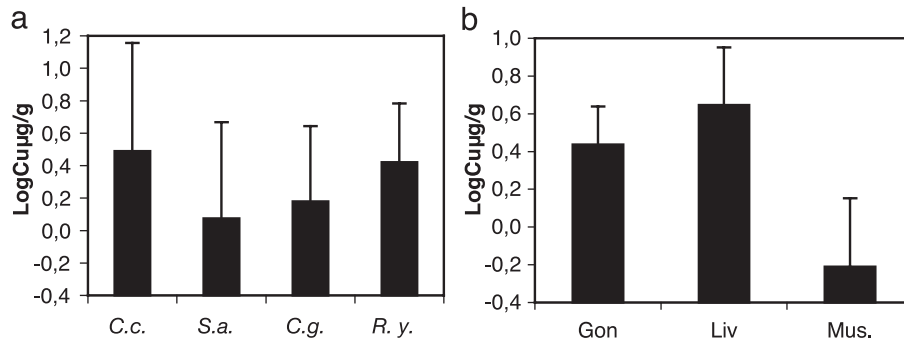 a
LogCuµg/g
1,2
1,0
0,8
0,6
0,4
0,2
0,0
-0,2
-0,4
C.c. S.a. C.g. R. y.
b
LogCuµg/g
1,0
0,8
0,6
0,4
0,2
0,0
-0,2
-0,4
Gon Liv Mus.